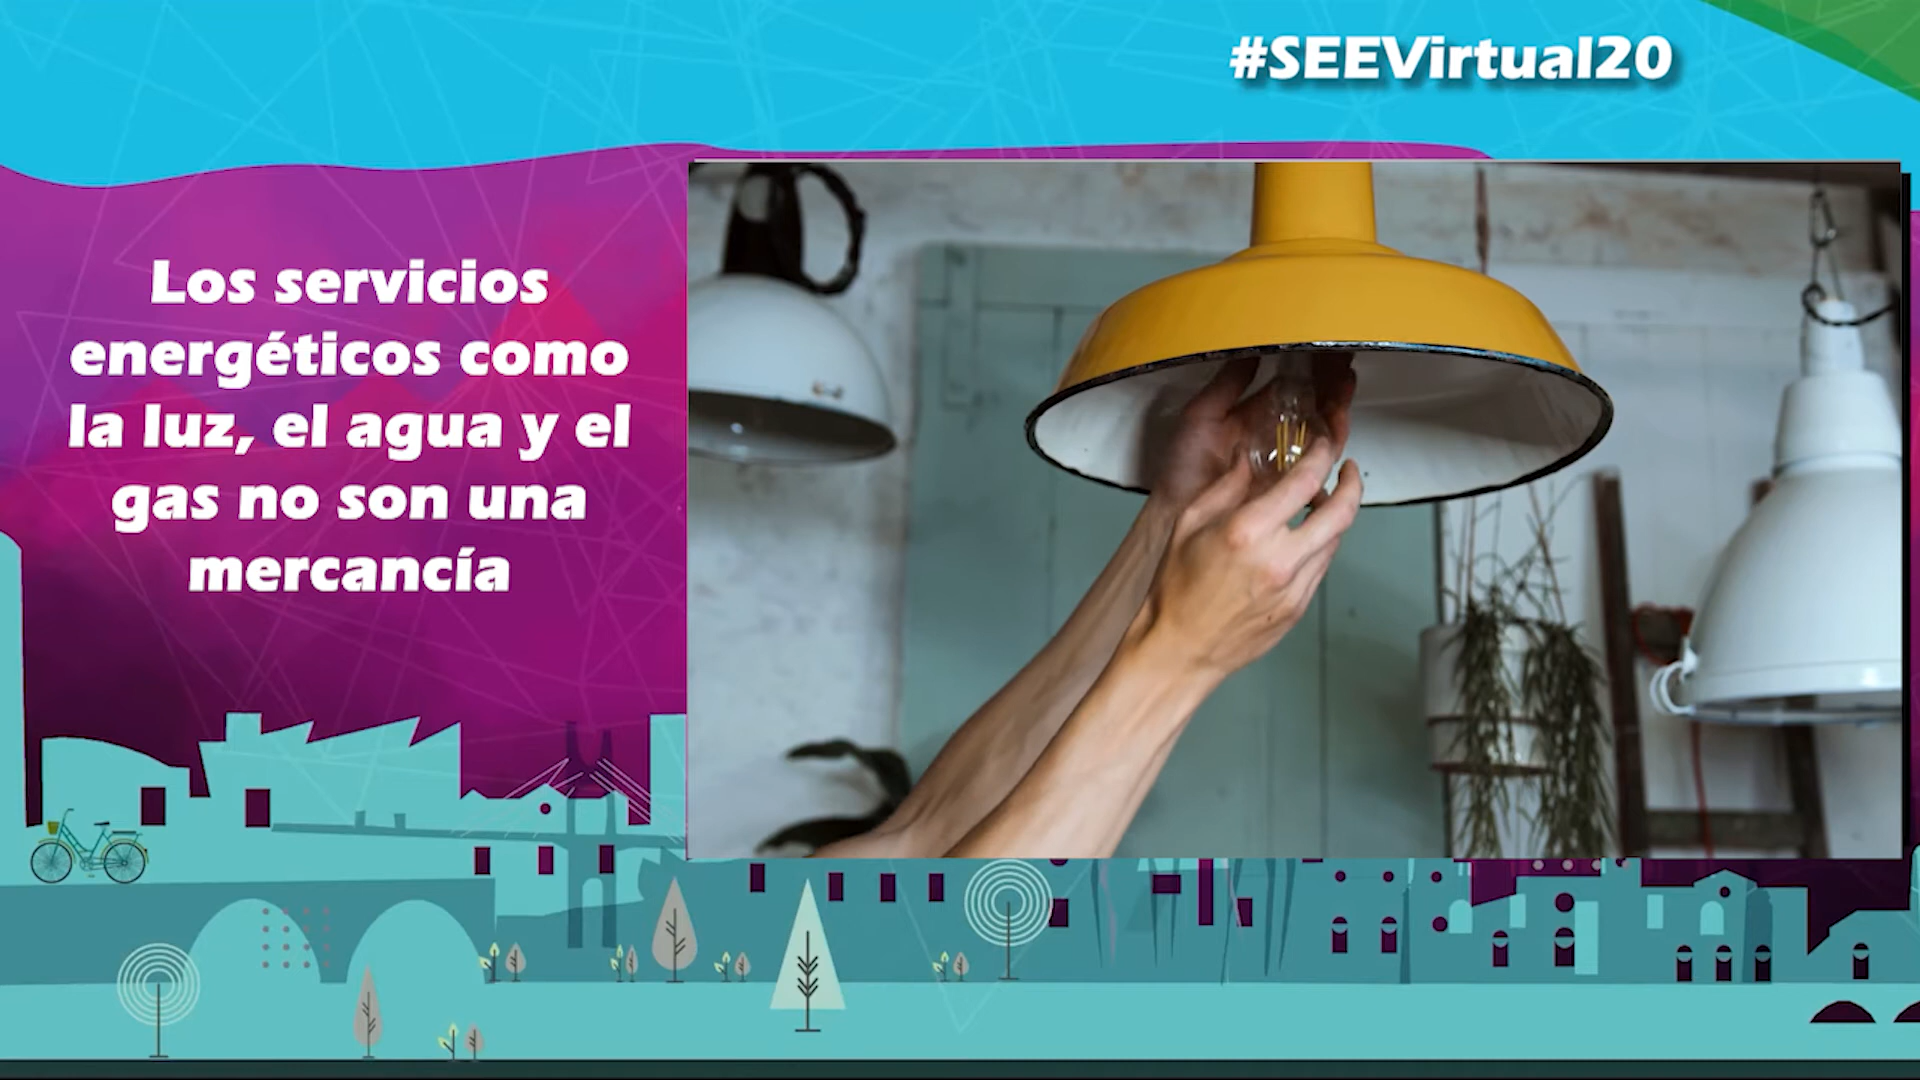 #SEEVirtual20
Los servicios
energéticos como
la luz, el agua y el
gas no son una
mercancía